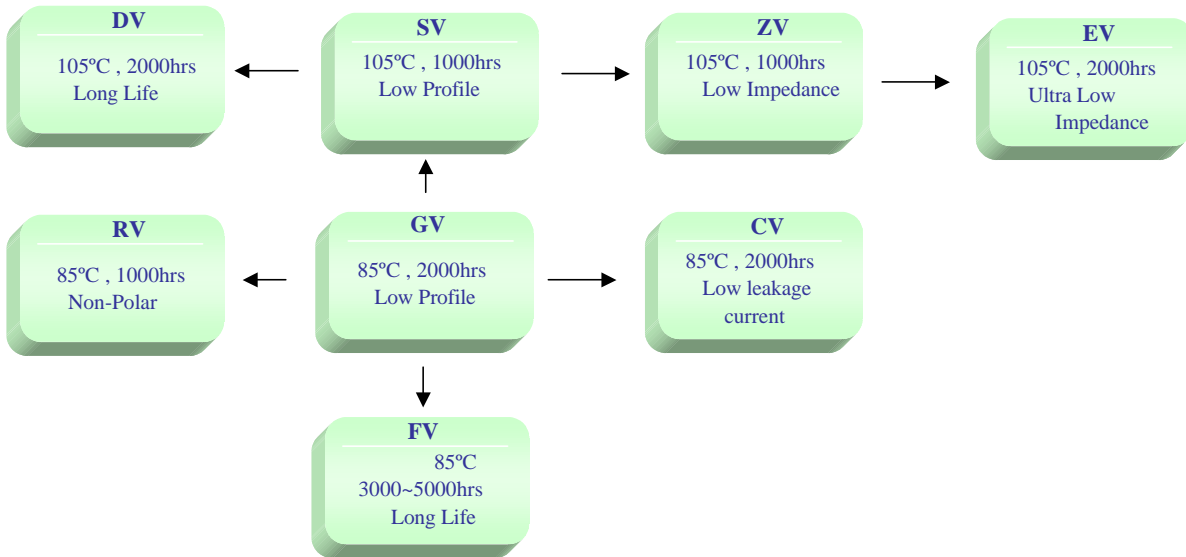 DV
105ºC , 2000hrs
Long Life
SV
105ºC , 1000hrs
Low Profile
ZV
105ºC , 1000hrs
Low Impedance
EV
105ºC , 2000hrs
Ultra Low
Impedance
RV
85ºC , 1000hrs
Non-Polar
GV
85ºC , 2000hrs
Low Profile
CV
85ºC , 2000hrs
Low leakage
current
FV
85ºC
3000~5000hrs
Long Life